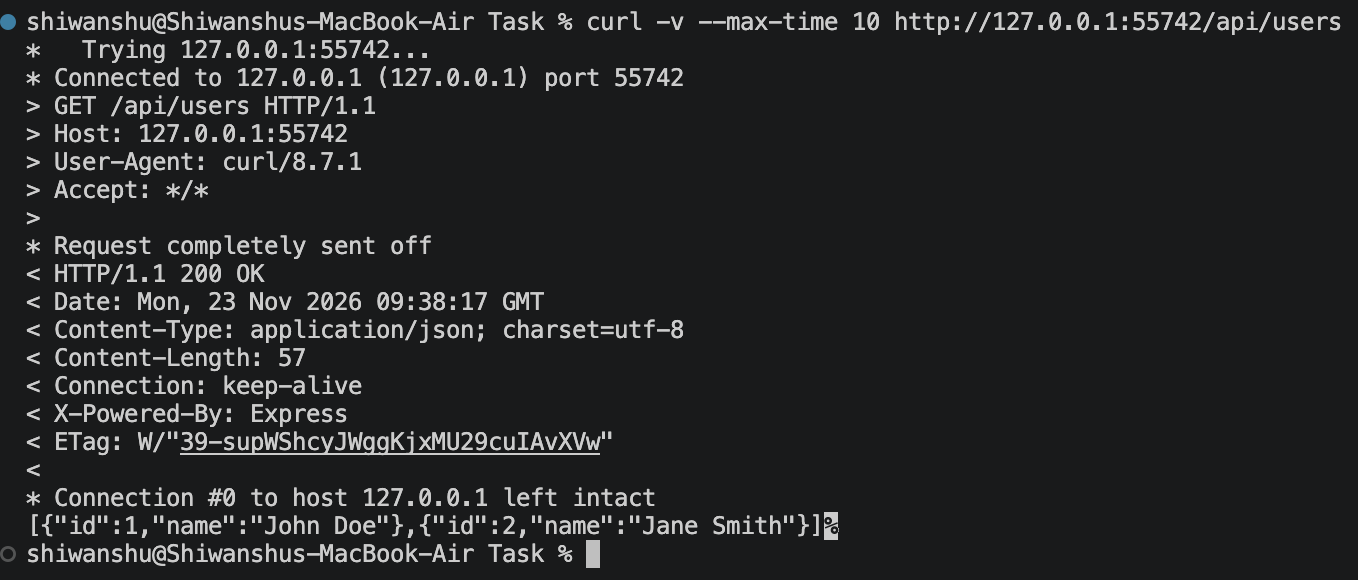 shiwanshu@Shiwanshus-MacBook-Air Task % curl -v --max-time 10 http://127.0.0.1:55742/api/users
*   Trying 127.0.0.1:55742...
* Connected to 127.0.0.1 (127.0.0.1) port 55742
> GET /api/users HTTP/1.1
> Host: 127.0.0.1:55742
> User-Agent: curl/8.7.1
> Accept: */*
>
* Request completely sent off
< HTTP/1.1 200 OK
< Date: Mon, 23 Nov 2026 09:38:17 GMT
< Content-Type: application/json; charset=utf-8
< Content-Length: 57
< Connection: keep-alive
< X-Powered-By: Express
< ETag: W/"39-supWShcyJWggKjxMU29cuIAvXVw"
<
* Connection #0 to host 127.0.0.1 left intact
[{"id":1,"name":"John Doe"},{"id":2,"name":"Jane Smith"}]%
shiwanshu@Shiwanshus-MacBook-Air Task %